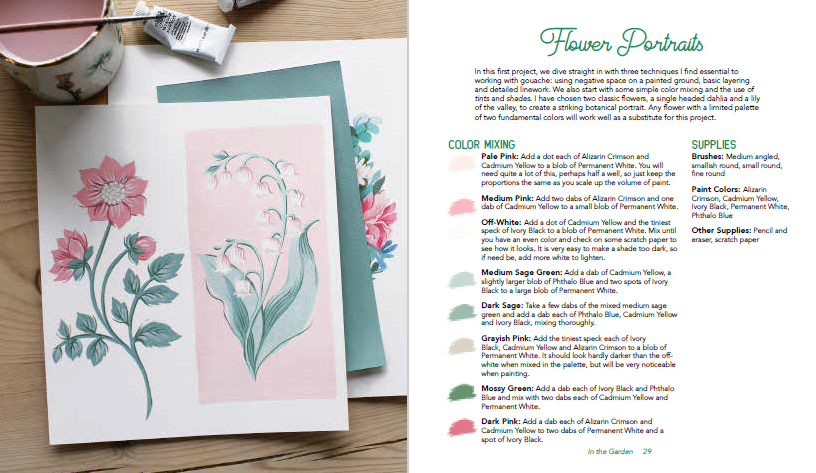 Flower Portraits
In this first project, we dive straight in with three techniques I find essential to
working with gouache: using negative space on a painted ground, basic layering
and detailed linework. We also start with some simple color mixing and the use of
tints and shades. I have chosen two classic flowers, a single headed dahlia and a lily
of the valley, to create a striking botanical portrait. Any flower with a limited palette
of two fundamental colors will work well as a substitute for this project.
COLOR MIXING
Pale Pink: Add a dot each of Alizarin Crimson and
Cadmium Yellow to a blob of Permanent White. You will
need quite a lot of this, perhaps half a well, so just keep the
proportions the same as you scale up the volume of paint.
Medium Pink: Add two dabs of Alizarin Crimson and one
dab of Cadmium Yellow to a small blob of Permanent White.
Off-White: Add a dot of Cadmium Yellow and the tiniest
speck of Ivory Black to a blob of Permanent White. Mix until
you have an even color and check on some scratch paper to
see how it looks. It is very easy to make a shade too dark, so
if need be, add more white to lighten.
Medium Sage Green: Add a dab of Cadmium Yellow, a
slightly larger blob of Phthalo Blue and two spots of Ivory
Black to a large blob of Permanent White.
Dark Sage: Take a few dabs of the mixed medium sage
green and add a dab each of Phthalo Blue, Cadmium Yellow
and Ivory Black, mixing thoroughly.
Grayish Pink: Add the tiniest speck each of Ivory
Black, Cadmium Yellow and Alizarin Crimson to a blob of
Permanent White. It should look hardly darker than the off-
white when mixed in the palette, but will be very noticeable
when painting.
Mossy Green: Add a dab each of Ivory Black and Phthalo
Blue and mix with two dabs each of Cadmium Yellow and
Permanent White.
Dark Pink: Add a dab each of Alizarin Crimson and
Cadmium Yellow to two dabs of Permanent White and a
spot of Ivory Black.
SUPPLIES
Brushes: Medium angled,
smallish round, small round,
fine round
Paint Colors: Alizarin
Crimson, Cadmium Yellow,
Ivory Black, Permanent White,
Phthalo Blue
Other Supplies: Pencil and
eraser, scratch paper
In the Garden 29